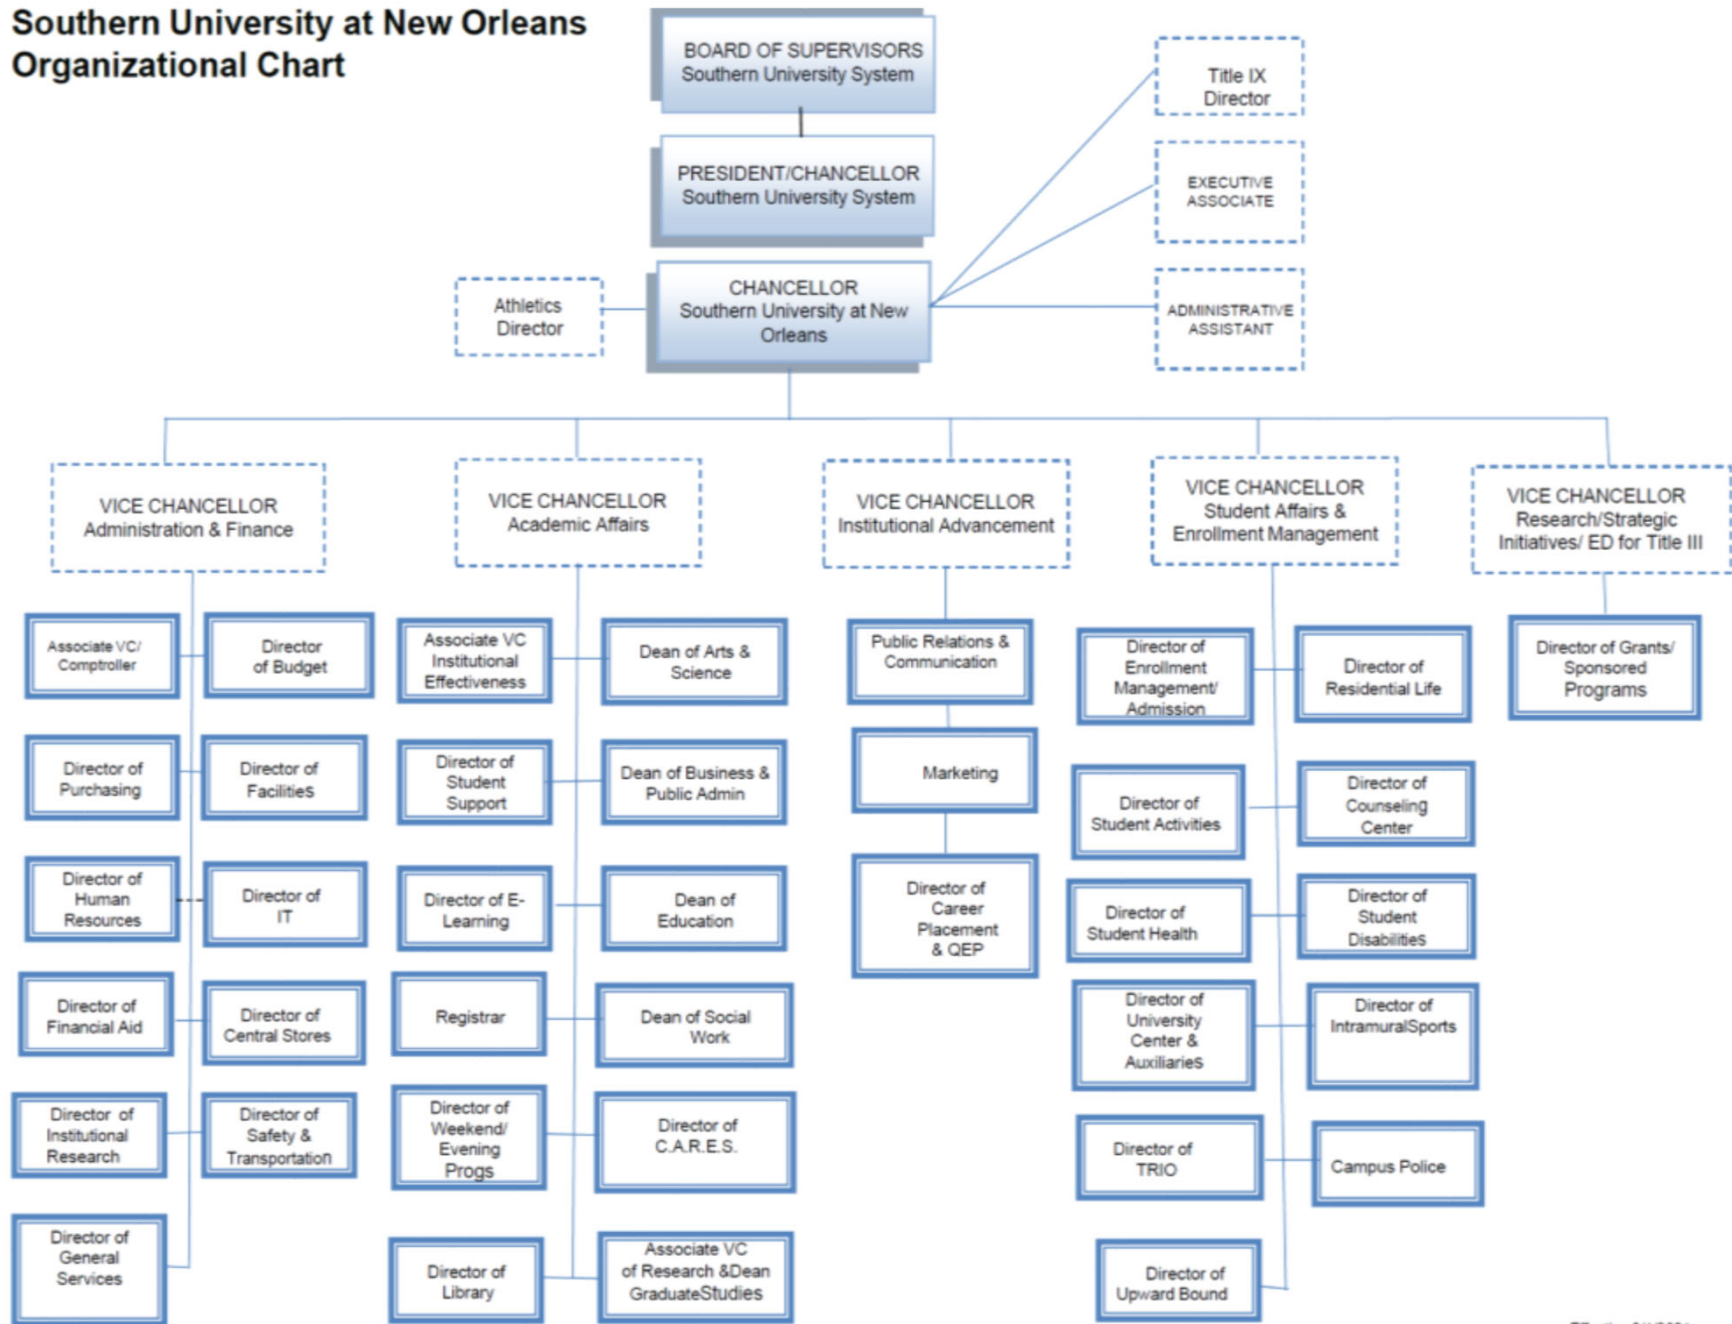 Southern University at New Orleans
Organizational Chart
BOARD OF SUPERVISORS
Southern University System
PRESIDENT/CHANCELLOR
Southern University System
CHANCELLOR
Southern University at New
Orleans
Athletics
Director
Title IX
Director
EXECUTIVE
ASSOCIATE
ADMINISTRATIVE
ASSISTANT
VICE CHANCELLOR
Administration & Finance
VICE CHANCELLOR
Academic Affairs
VICE CHANCELLOR
Institutional Advancement
VICE CHANCELLOR
Student Affairs &
Enrollment Management
VICE CHANCELLOR
Research/Strategic
Initiatives/ ED for Title III
Associate VC/
Comptroller
Director
of Budget
Director of
Purchasing
Director of
Facilities
Director of
Human
Resources
Director of
IT
Director of
Financial Aid
Director of
Central Stores
Director of
Institutional
Research
Director of
Safety &
Transportation
Director of
General
Services
Associate VC
Institutional
Effectiveness
Dean of Arts &
Science
Director of
Student
Support
Dean of Business &
Public Admin
Director of E-
Learning
Dean of
Education
Registrar
Dean of Social
Work
Director of
Weekend/
Evening
Progs
Director of
C.A.R.E.S.
Director of
Library
Associate VC
of Research &Dean
GraduateStudies
Public Relations &
Communication
Marketing
Director of
Career
Placement
& QEP
Director of
Enrollment
Management/
Admission
Director of
Residential Life
Director of
Student Activities
Director of
Counseling
Center
Director of
Student Health
Director of
Student
Disabilities
Director of
University
Center &
Auxiliaries
Director of
IntramuralSports
Director of
TRIO
Campus Police
Director of
Upward Bound
Director of Grants/
Sponsored
Programs